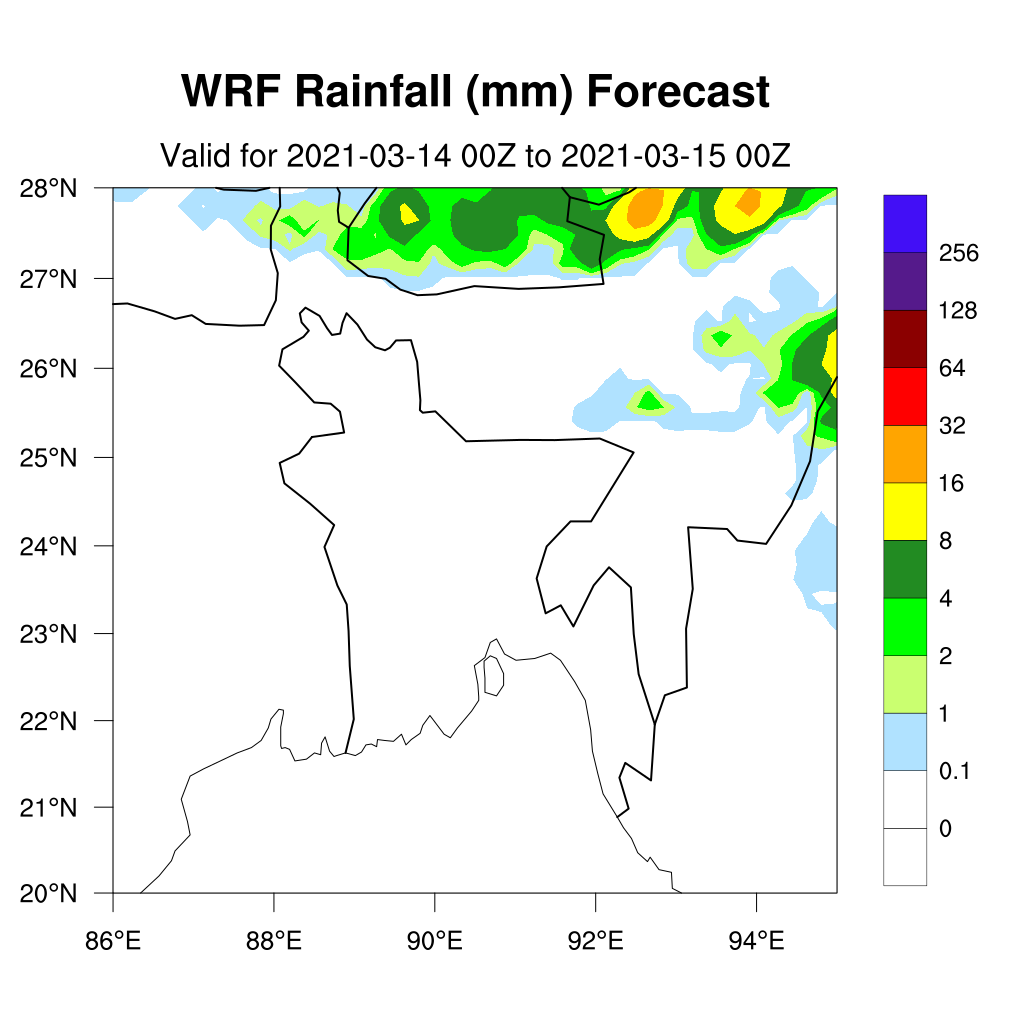 WRF Rainfall (mm) Forecast
Valid for 2021-03-14 00Z to 2021-03-15 00Z
28°N
27°N
26°N
25°N
24°N
23°N
22°N
21°N
20°N
86°E 88°E 90°E 92°E 94°E
256
128
64
32
16
8
4
2
1
0.1
0